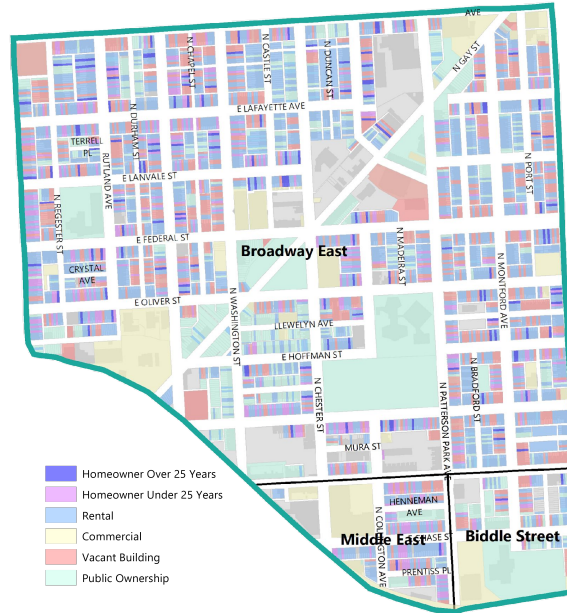 AVE
N GAY ST
N CHAPEL ST
N CASTLE ST
N DUNCAN ST
E LAFAYETTE AVE
N DURHAM ST
TERRELL
PL
RUTLAND AVE
E LANVALE ST
N PORT ST
N REGESTER ST
E FEDERAL ST
Broadway East
N MADEIRA ST
CRYSTAL
AVE
N MONTFORD AVE
E OLIVER ST
N WASHINGTON ST
LLEWELYN AVE
E HOFFMAN ST
N BRADFORD ST
N CHESTER ST
N PATTERSON PARK AVE
MURA ST
Homeowner Over 25 Years
Homeowner Under 25 Years
Rental
Commercial
Vacant Building
Public Ownership
HENNEMAN
AVE
Middle East
CHASE ST
Biddle Street
PRENTISS PL